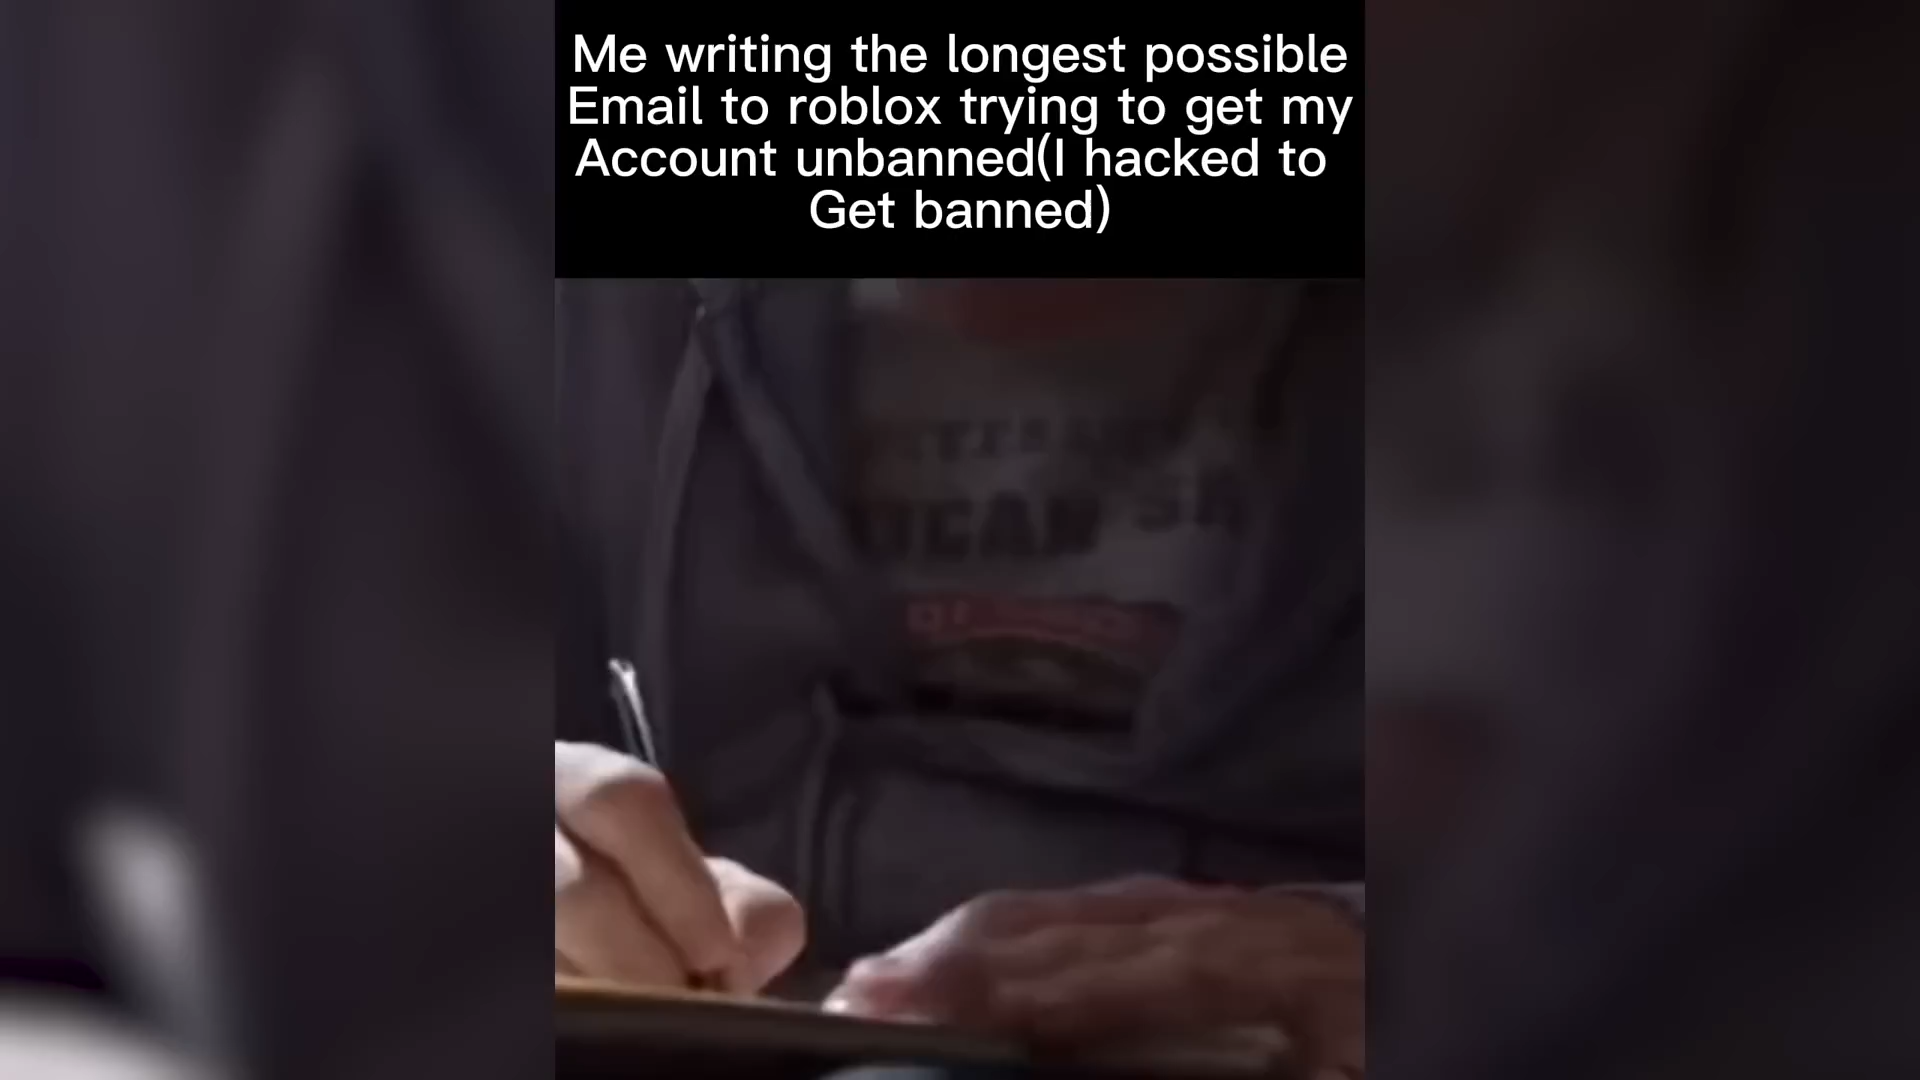 Me writing the longest possible
Email to roblox trying to get my
Account unbanned(I hacked to
Get banned)